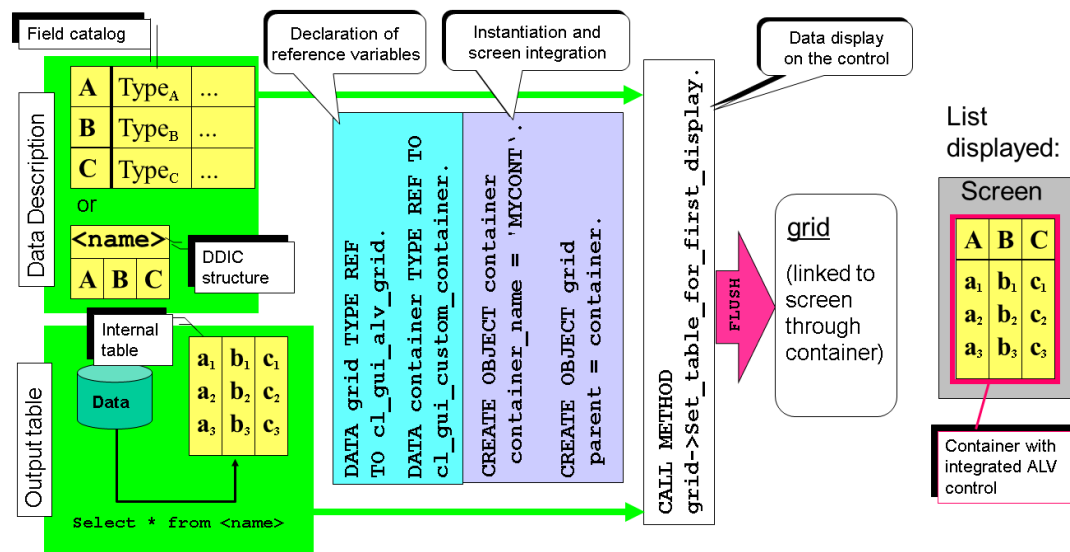 Field catalog
Data Description
A Type_A ...
B Type_B ...
C Type_C ...
or
<name>
A B C
DDIC
structure
Output table
Internal
table
Data
a₁ b₁ c₁
a₂ b₂ c₂
a₃ b₃ c₃
Select * from <name>
Declaration of
reference variables
DATA grid TYPE REF
TO cl_gui_alv_grid.
DATA container TYPE REF TO
cl_gui_custom_container.
Instantiation and
screen integration
CREATE OBJECT container
container_name = 'MYCONT'.
CREATE OBJECT grid
parent = container.
Data display
on the control
CALL METHOD
grid->Set_table_for_first_display.
FLUSH
grid
(linked to
screen
through
container)
List
displayed:
Screen
A B C
a₁ b₁ c₁
a₂ b₂ c₂
a₃ b₃ c₃
Container with
integrated ALV
control